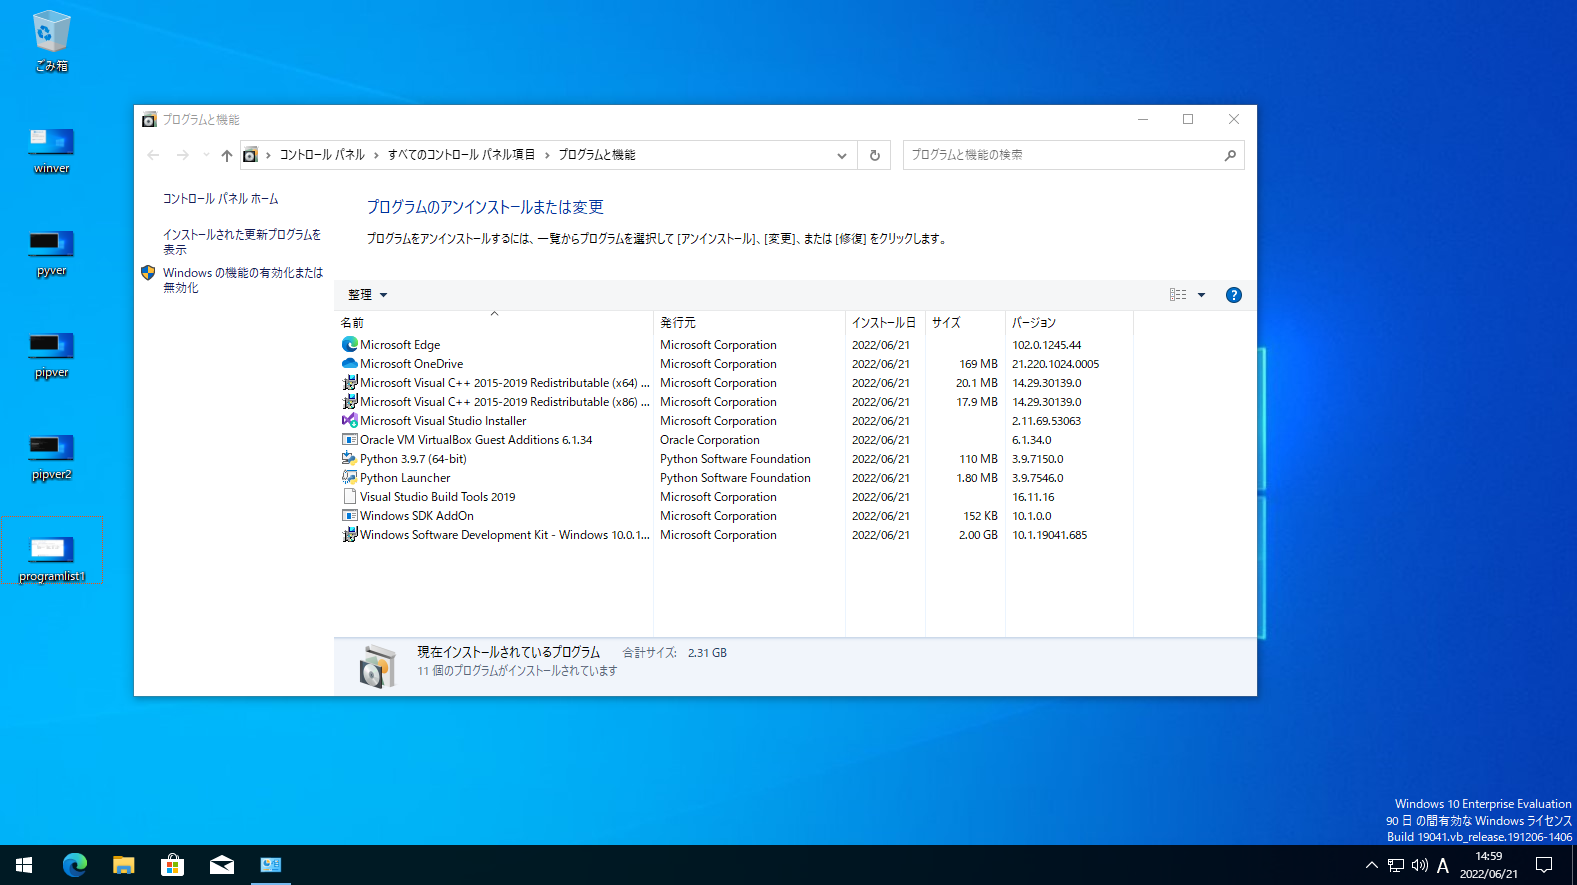 ごみ箱
winver
pyver
pipver
pipver2
programlist1
プログラムと機能
コントロール パネル › すべてのコントロール パネル項目 › プログラムと機能
プログラムと機能の検索
コントロール パネル ホーム
インストールされた更新プログラムを
表示
Windows の機能の有効化または
無効化
プログラムのアンインストールまたは変更
プログラムをアンインストールするには、一覧からプログラムを選択して [アンインストール]、[変更]、または [修復] をクリックします。
整理
名前 発行元 インストール日 サイズ バージョン
Microsoft Edge Microsoft Corporation 2022/06/21 102.0.1245.44
Microsoft OneDrive Microsoft Corporation 2022/06/21 169 MB 21.220.1024.0005
Microsoft Visual C++ 2015-2019 Redistributable (x64) ... Microsoft Corporation 2022/06/21 20.1 MB 14.29.30139.0
Microsoft Visual C++ 2015-2019 Redistributable (x86) ... Microsoft Corporation 2022/06/21 17.9 MB 14.29.30139.0
Microsoft Visual Studio Installer Microsoft Corporation 2022/06/21 2.11.69.53063
Oracle VM VirtualBox Guest Additions 6.1.34 Oracle Corporation 2022/06/21 6.1.34.0
Python 3.9.7 (64-bit) Python Software Foundation 2022/06/21 110 MB 3.9.7150.0
Python Launcher Python Software Foundation 2022/06/21 1.80 MB 3.9.7546.0
Visual Studio Build Tools 2019 Microsoft Corporation 2022/06/21 16.11.16
Windows SDK AddOn Microsoft Corporation 2022/06/21 152 KB 10.1.0.0
Windows Software Development Kit - Windows 10.0.1... Microsoft Corporation 2022/06/21 2.00 GB 10.1.19041.685
現在インストールされているプログラム 合計サイズ: 2.31 GB
11 個のプログラムがインストールされています
Windows 10 Enterprise Evaluation
90 日 の間有効な Windows ライセンス
Build 19041.vb_release.191206-1406
A
14:59
2022/06/21